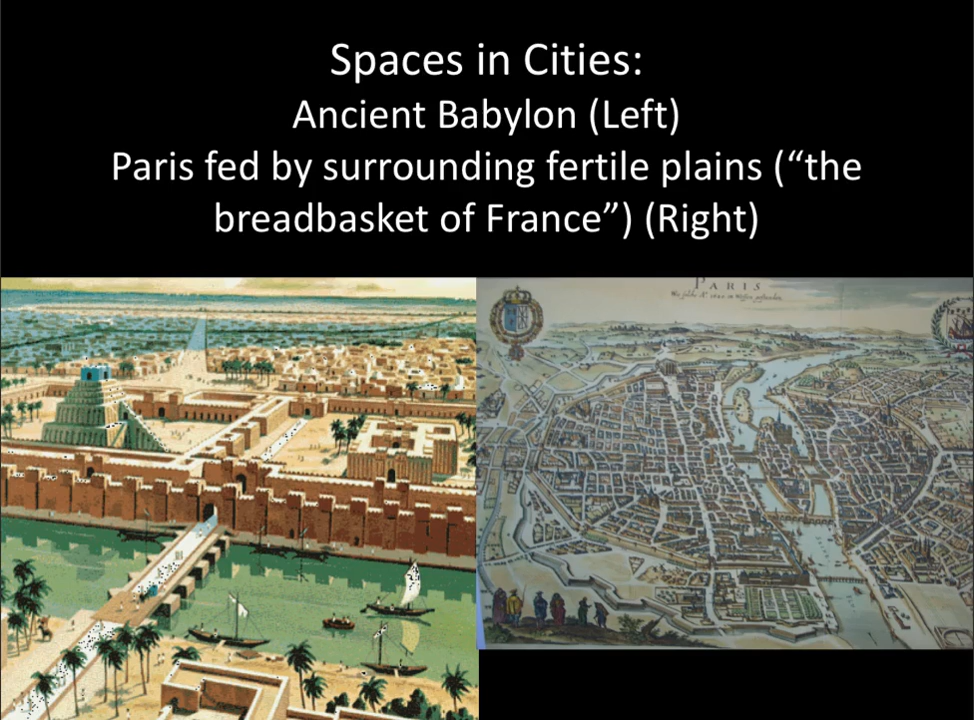 Spaces in Cities:
Ancient Babylon (Left)
Paris fed by surrounding fertile plains (“the
breadbasket of France”) (Right)
PARIS